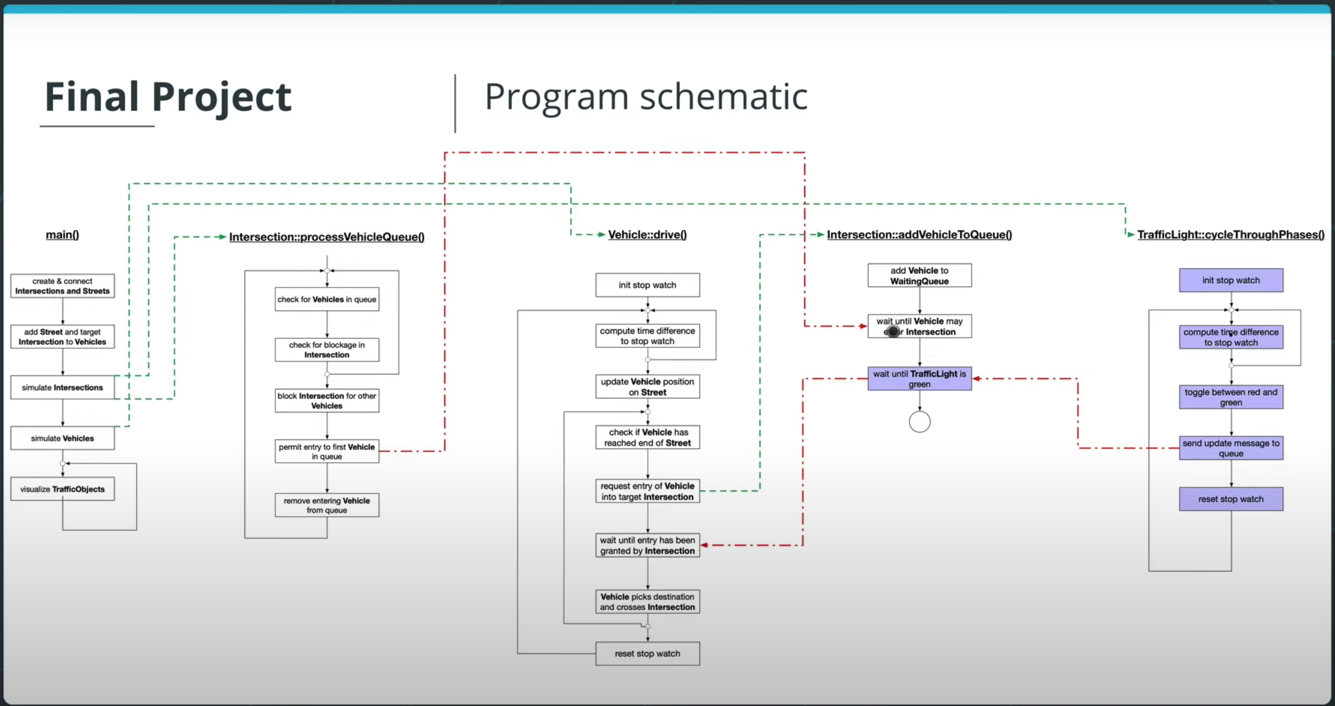 Final Project
Program schematic
main()
create & connect
Intersections and Streets
add Street and target
Intersection to Vehicles
simulate Intersections
simulate Vehicles
visualize TrafficObjects
Intersection::processVehicleQueue()
check for Vehicles in queue
check for blockage in
Intersection
block Intersection for other
Vehicles
permit entry to first Vehicle
in queue
remove entering Vehicle
from queue
Vehicle::drive()
init stop watch
compute time difference
to stop watch
update Vehicle position
on Street
check if Vehicle has
reached end of Street
request entry of Vehicle
into target Intersection
wait until entry has been
granted by Intersection
Vehicle picks destination
and crosses Intersection
reset stop watch
Intersection::addVehicleToQueue()
add Vehicle to
WaitingQueue
wait until Vehicle may
Intersection
wait until TrafficLight is
green
TrafficLight::cycleThroughPhases()
init stop watch
compute time difference
to stop watch
toggle between red and
green
send update message to
queue
reset stop watch